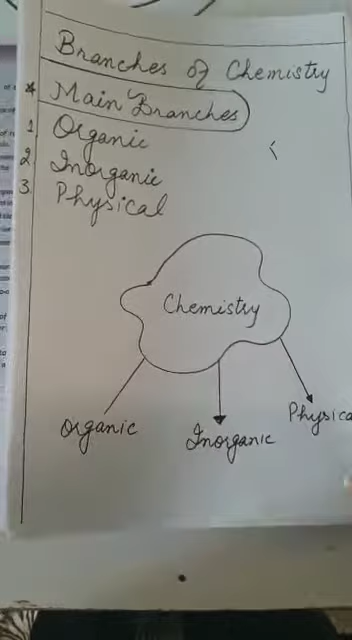 Branches of Chemistry
* Main Branches
1 Organic
2 Inorganic
3 Physical
Chemistry
Organic
Inorganic
Physica